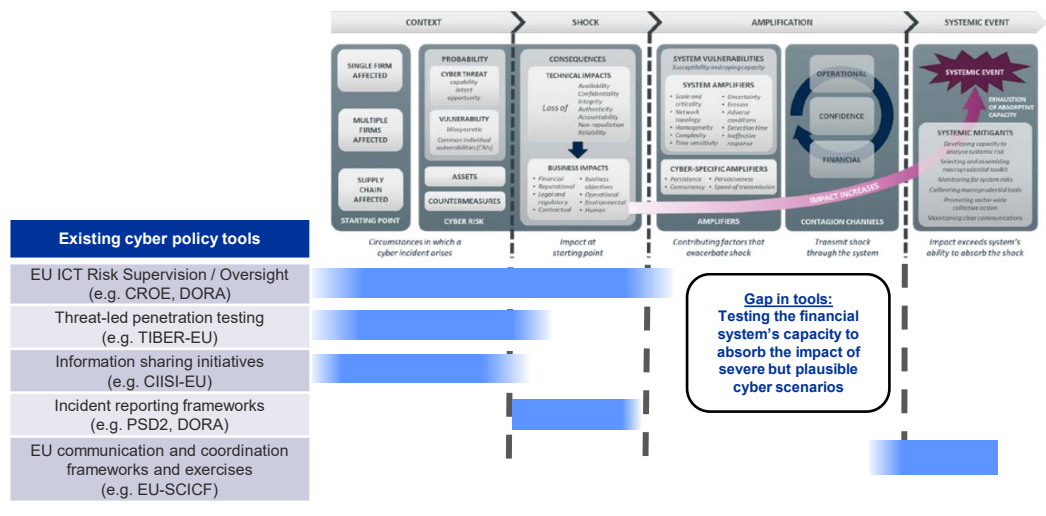 CONTEXT
SHOCK
AMPLIFICATION
SYSTEMIC EVENT
SINGLE FIRM
AFFECTED
MULTIPLE
FIRMS
AFFECTED
SUPPLY
CHAIN
AFFECTED
STARTING POINT
PROBABILITY
CYBER THREAT
capability
intent
opportunity
VULNERABILITY
Idiosyncratic
Common individual
vulnerabilities (CIVs)
ASSETS
COUNTERMEASURES
CYBER RISK
CONSEQUENCES
TECHNICAL IMPACTS
Loss of
Availability
Confidentiality
Integrity
Authenticity
Accountability
Non-repudiation
Reliability
BUSINESS IMPACTS
• Financial
• Reputational
• Legal and
regulatory
• Contractual
• Business
objectives
• Operational
• Environmental
• Human
SYSTEM VULNERABILITIES
Susceptibility and coping capacity
SYSTEM AMPLIFIERS
• Scale and
criticality
• Network
topology
• Homogeneity
• Complexity
• Time sensitivity
• Uncertainty
• Erosion
• Adverse
conditions
• Detection time
• Ineffective
response
CYBER-SPECIFIC AMPLIFIERS
• Persistence • Pervasiveness
• Concurrency • Speed of transmission
AMPLIFIERS
OPERATIONAL
CONFIDENCE
FINANCIAL
CONTAGION CHANNELS
IMPACT INCREASES
SYSTEMIC EVENT
EXHAUSTION
OF ABSORPTIVE
CAPACITY
SYSTEMIC MITIGANTS
Developing capacity to
analyse systemic risk
Selecting and assembling
macroprudential toolkit
Monitoring for system risks
Calibrating macroprudential tools
Promoting sector-wide
collective action
Maintaining clear communications
Circumstances in which a
cyber incident arises
Impact at
starting point
Contributing factors that
exacerbate shock
Transmit shock
through the system
Impact exceeds system's
ability to absorb the shock
Existing cyber policy tools
EU ICT Risk Supervision / Oversight
(e.g. CROE, DORA)
Threat-led penetration testing
(e.g. TIBER-EU)
Information sharing initiatives
(e.g. CIISI-EU)
Incident reporting frameworks
(e.g. PSD2, DORA)
EU communication and coordination
frameworks and exercises
(e.g. EU-SCICF)
Gap in tools:
Testing the financial
system's capacity to
absorb the impact of
severe but plausible
cyber scenarios